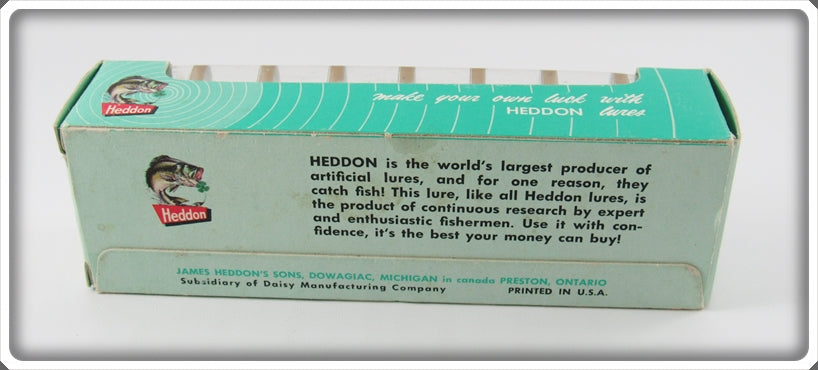 Heddon
make your own luck with
HEDDON lures
Heddon
HEDDON is the world's largest producer of
artificial lures, and for one reason, they
catch fish! This lure, like all Heddon lures, is
the product of continuous research by expert
and enthusiastic fishermen. Use it with con-
fidence, it's the best your money can buy!
JAMES HEDDON'S SONS, DOWAGIAC, MICHIGAN in canada PRESTON, ONTARIO
Subsidiary of Daisy Manufacturing Company PRINTED IN U.S.A.